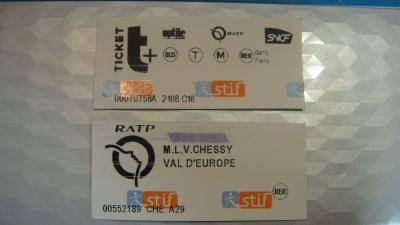 TICKET
t+
optile
RATP
SNCF
BUS
T
M
RER
dans
Paris
stif
stif
00070758A 2108 C16
RATP
M.L.V.CHESSY
VAL D'EUROPE
stif
stif
RER
00552189 CHE. A29